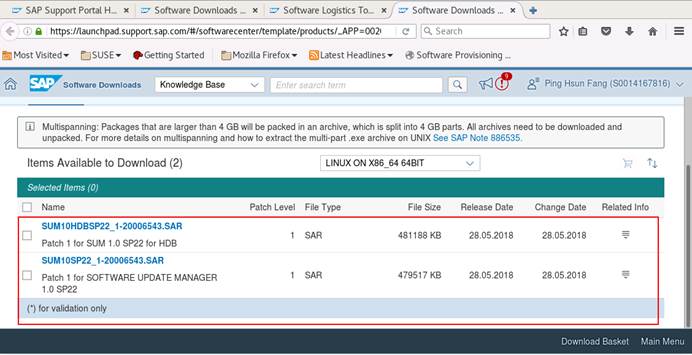 SAP Support Portal H... Software Downloads ... Software Logistics To... Software Downloads ...
https://launchpad.support.sap.com/#/softwarecenter/template/products/_APP=002 Search
Most Visited SUSE Getting Started Mozilla Firefox Latest Headlines Software Provisioning ...
SAP Software Downloads Knowledge Base Enter search term 9 Ping Hsun Fang (S0014167816)
Multispanning: Packages that are larger than 4 GB will be packed in an archive, which is split into 4 GB parts. All archives need to be downloaded and
unpacked. For more details on multispanning and how to extract the multi-part .exe archive on UNIX See SAP Note 886535.
Items Available to Download (2) LINUX ON X86_64 64BIT
Selected Items (0)
Name Patch Level File Type File Size Release Date Change Date Related Info
SUM10HDBSP22_1-20006543.SAR
1 SAR 481188 KB 28.05.2018 28.05.2018
Patch 1 for SUM 1.0 SP22 for HDB
SUM10SP22_1-20006543.SAR
Patch 1 for SOFTWARE UPDATE MANAGER 1 SAR 479517 KB 28.05.2018 28.05.2018
1.0 SP22
(*) for validation only
Download Basket Main Menu